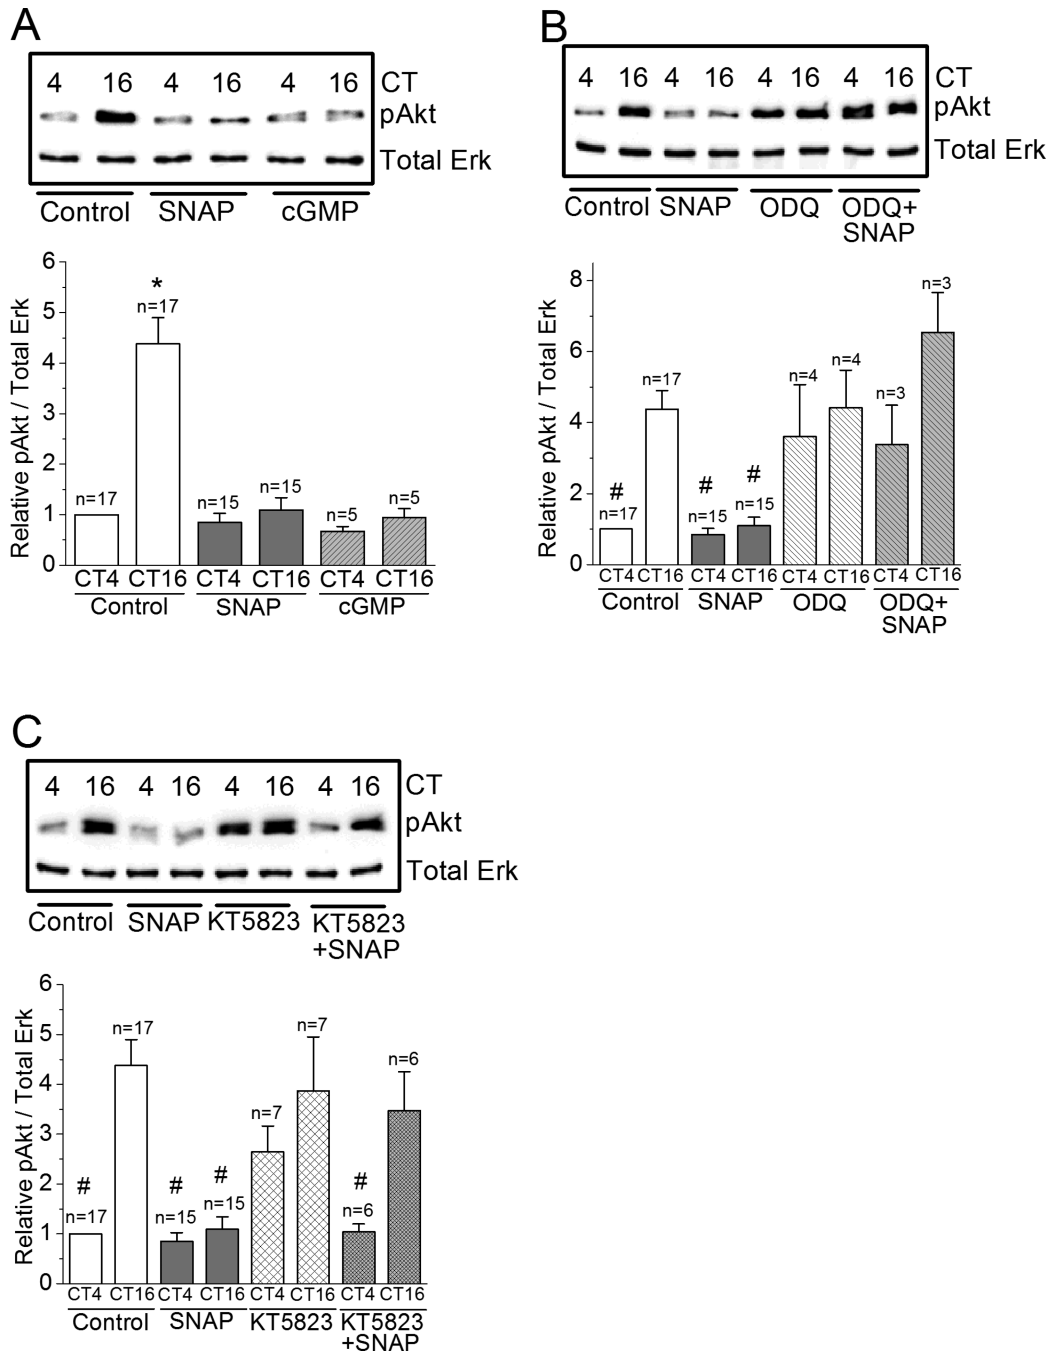 A
4 16 4 16 4 16 CT
pAkt
Total Erk
Control SNAP cGMP
Relative pAkt / Total Erk
6
5
4
3
2
1
0
*
n=17
n=17
n=15
n=15
n=5
n=5
CT4 CT16 CT4 CT16 CT4 CT16
Control SNAP cGMP
B
4 16 4 16 4 16 4 16 CT
pAkt
Total Erk
Control SNAP ODQ ODQ+
SNAP
Relative pAkt / Total Erk
8
6
4
2
0
#
n=17
n=17
#
n=15
#
n=15
n=4
n=4
n=3
n=3
CT4 CT16 CT4 CT16 CT4 CT16 CT4 CT16
Control SNAP ODQ ODQ+
SNAP
C
4 16 4 16 4 16 4 16 CT
pAkt
Total Erk
Control SNAP KT5823 KT5823
+SNAP
Relative pAkt / Total Erk
6
5
4
3
2
1
0
#
n=17
n=17
#
n=15
#
n=15
n=7
n=7
#
n=6
n=6
CT4 CT16 CT4 CT16 CT4 CT16 CT4 CT16
Control SNAP KT5823 KT5823
+SNAP